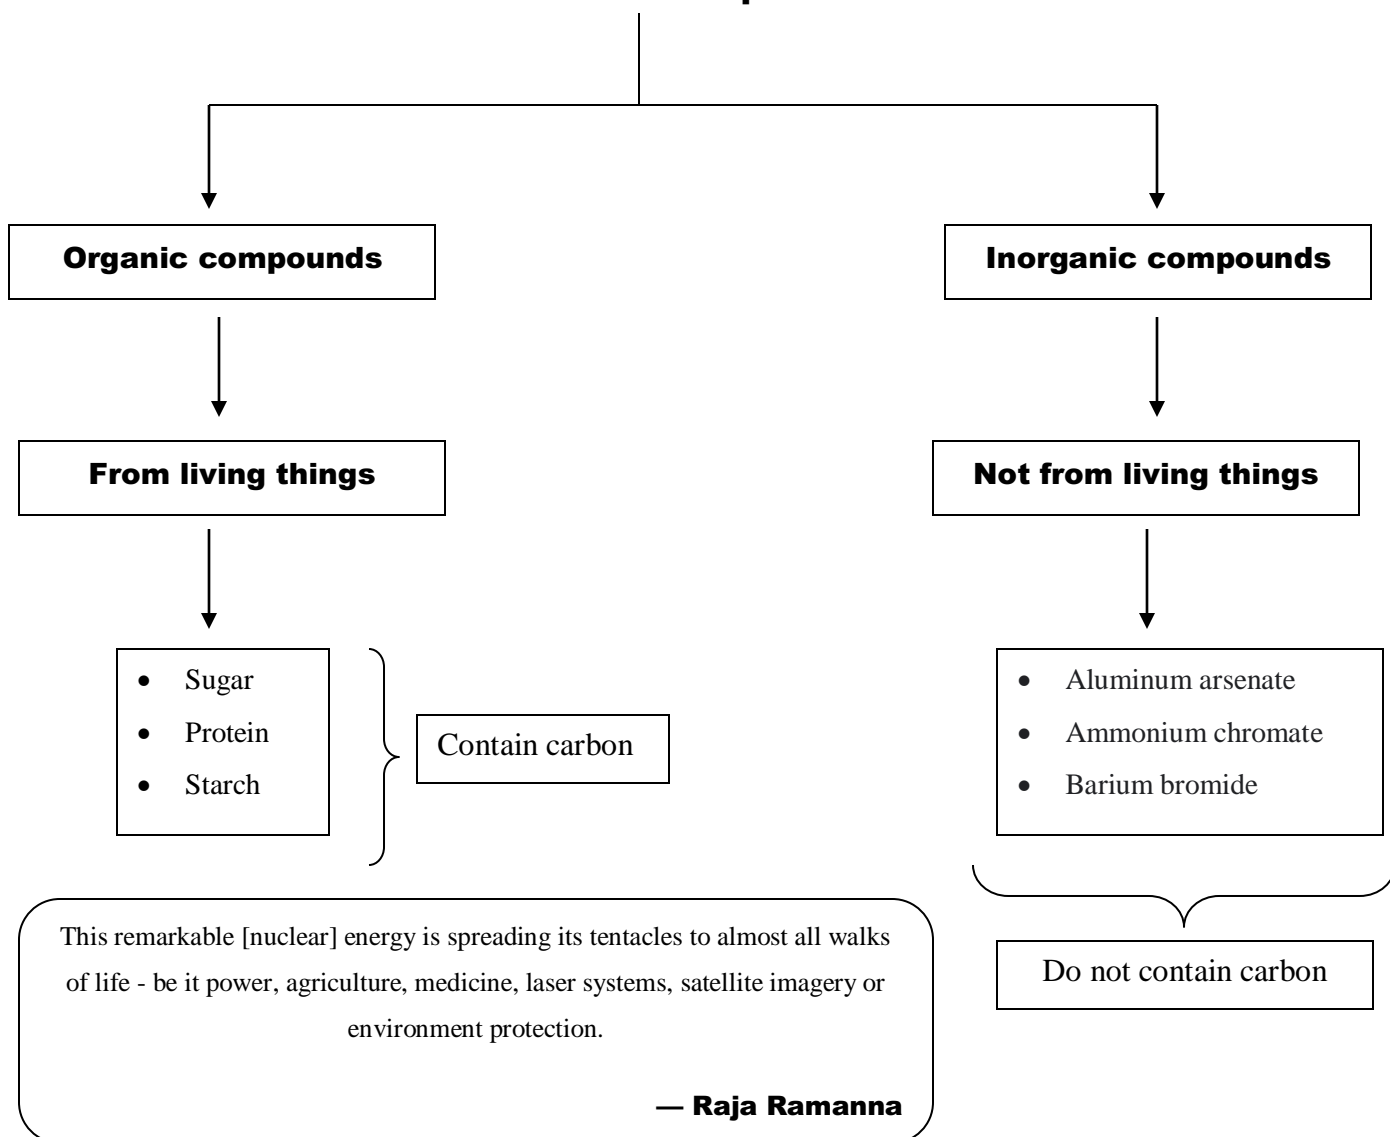 Organic compounds
Inorganic compounds
From living things
Not from living things
• Sugar
• Protein
• Starch
Contain carbon
• Aluminum arsenate
• Ammonium chromate
• Barium bromide
Do not contain carbon
This remarkable [nuclear] energy is spreading its tentacles to almost all walks
of life - be it power, agriculture, medicine, laser systems, satellite imagery or
environment protection.
— Raja Ramanna